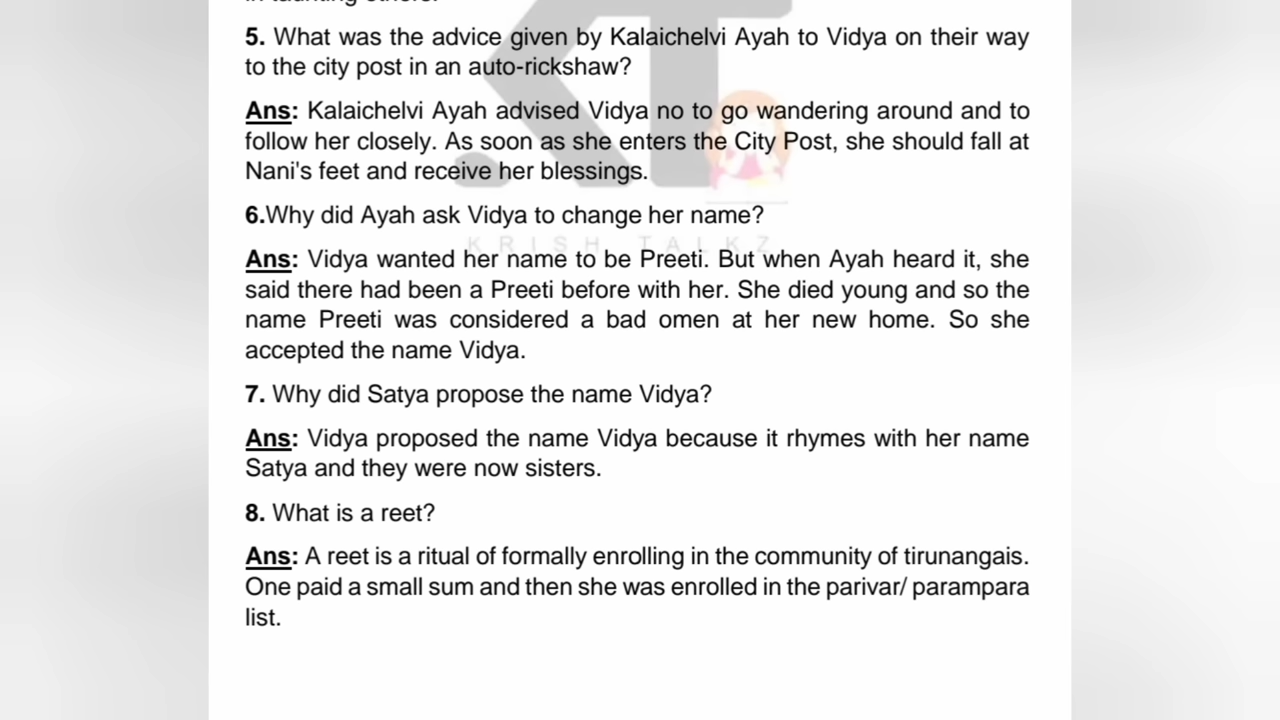 5. What was the advice given by Kalaichelvi Ayah to Vidya on their way
to the city post in an auto-rickshaw?
Ans: Kalaichelvi Ayah advised Vidya no to go wandering around and to
follow her closely. As soon as she enters the City Post, she should fall at
Nani's feet and receive her blessings.
6.Why did Ayah ask Vidya to change her name?
KRISH TALKZ
Ans: Vidya wanted her name to be Preeti. But when Ayah heard it, she
said there had been a Preeti before with her. She died young and so the
name Preeti was considered a bad omen at her new home. So she
accepted the name Vidya.
7. Why did Satya propose the name Vidya?
Ans: Vidya proposed the name Vidya because it rhymes with her name
Satya and they were now sisters.
8. What is a reet?
Ans: A reet is a ritual of formally enrolling in the community of tirunangais.
One paid a small sum and then she was enrolled in the parivar/ parampara
list.